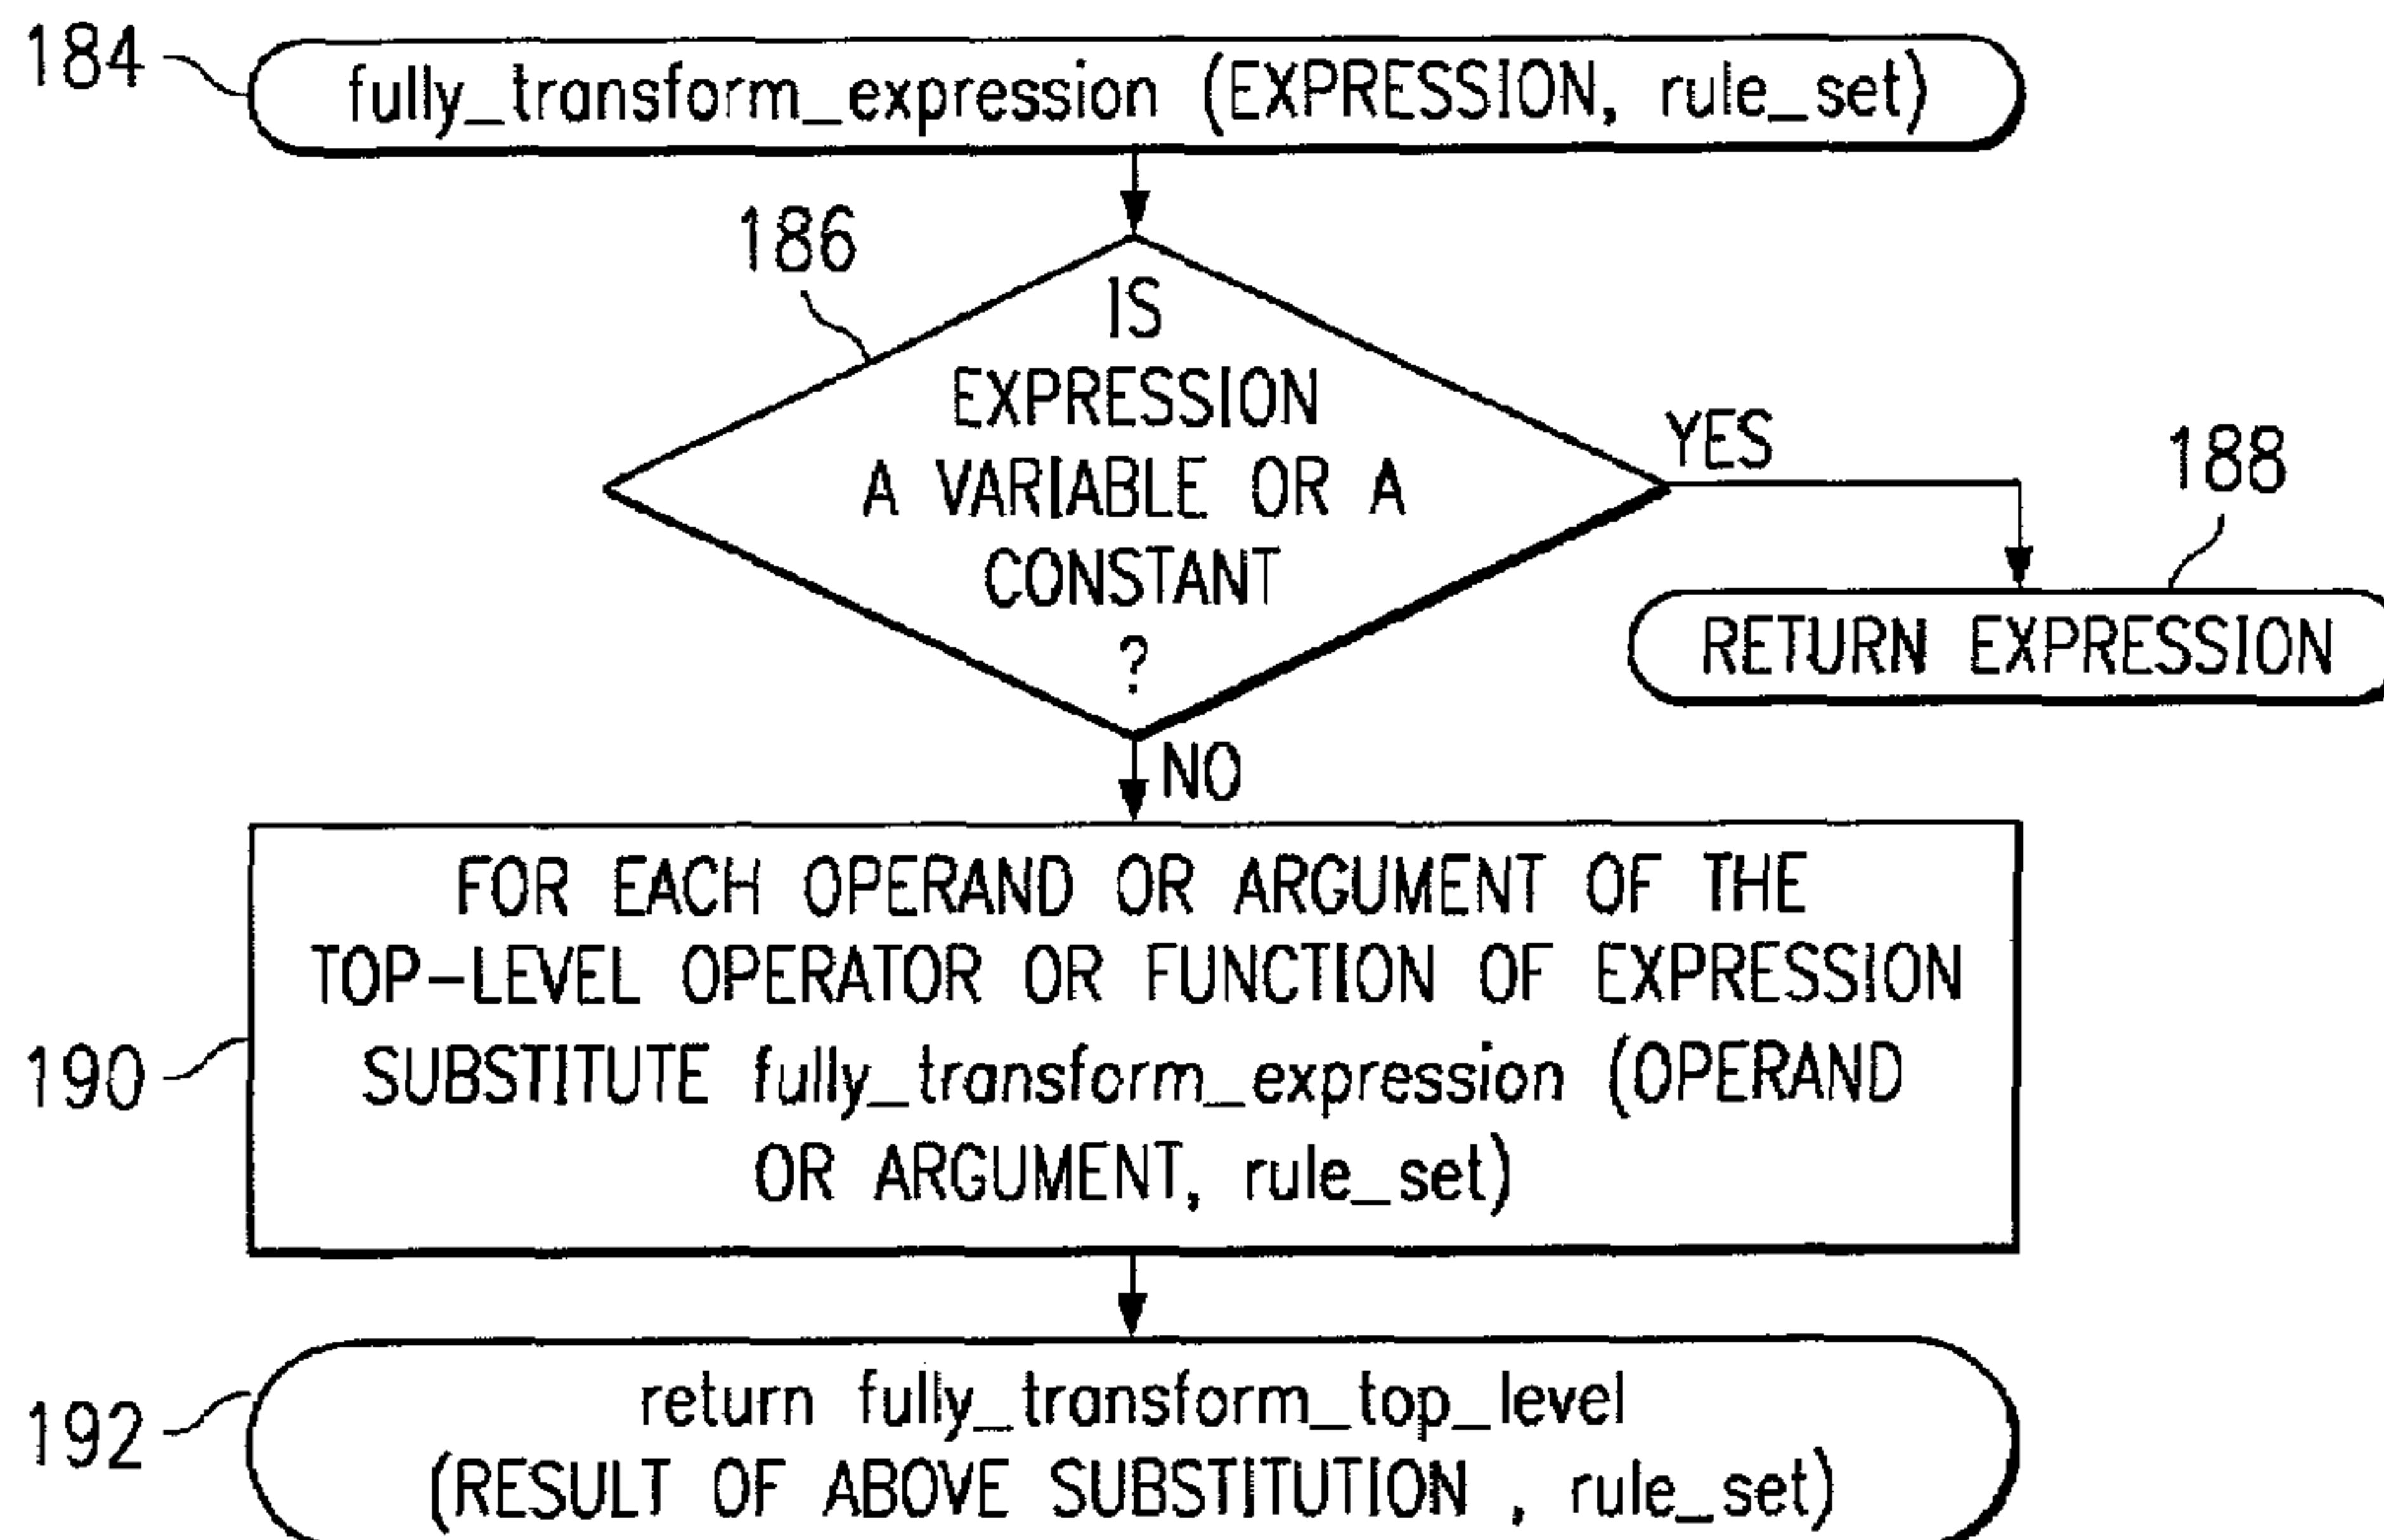 184
fully_transform_expression (EXPRESSION, rule_set)
186
IS
EXPRESSION
A VARIABLE OR A
CONSTANT
?
YES
188
RETURN EXPRESSION
NO
190
FOR EACH OPERAND OR ARGUMENT OF THE
TOP-LEVEL OPERATOR OR FUNCTION OF EXPRESSION
SUBSTITUTE fully_transform_expression (OPERAND
OR ARGUMENT, rule_set)
192
return fully_transform_top_level
(RESULT OF ABOVE SUBSTITUTION , rule_set)